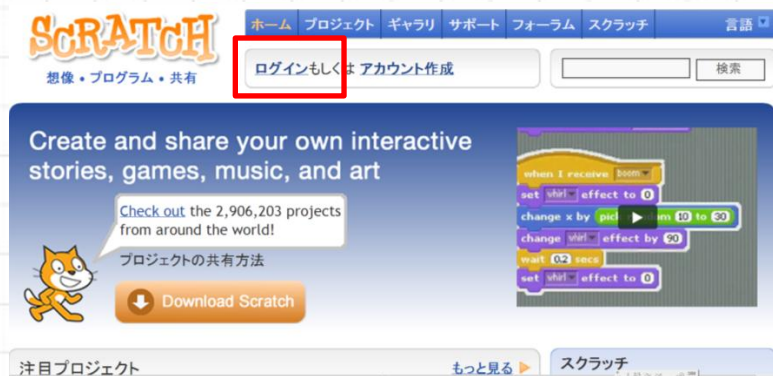 SCRATCH
想像・プログラム・共有
ホーム プロジェクト ギャラリ サポート フォーラム スクラッチ 言語
ログインもしくは アカウント作成
検索
Create and share your own interactive
stories, games, music, and art
Check out the 2,906,203 projects
from around the world!
プロジェクトの共有方法
Download Scratch
when I receive boom
set whirl effect to 0
change x by pick random 10 to 30
change whirl effect by 90
wait 0.2 secs
set whirl effect to 0
注目プロジェクト
もっと見る
スクラッチ